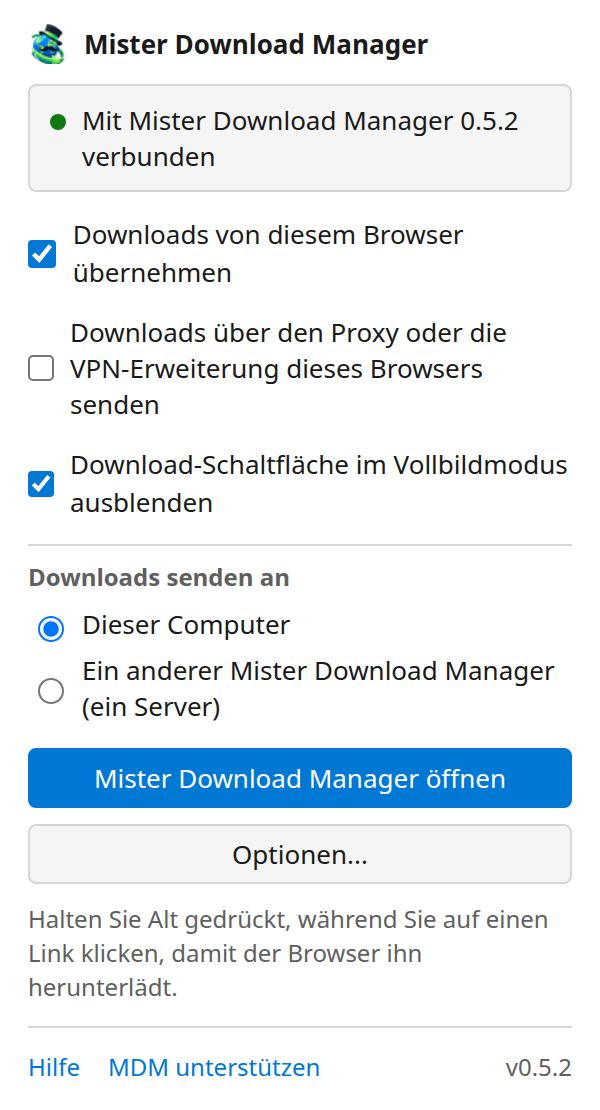 Mister Download Manager
Mit Mister Download Manager 0.5.2
verbunden
Downloads von diesem Browser
übernehmen
Downloads über den Proxy oder die
VPN-Erweiterung dieses Browsers
senden
Download-Schaltfläche im Vollbildmodus
ausblenden
Downloads senden an
Dieser Computer
Ein anderer Mister Download Manager
(ein Server)
Mister Download Manager öffnen
Optionen...
Halten Sie Alt gedrückt, während Sie auf einen
Link klicken, damit der Browser ihn
herunterlädt.
Hilfe MDM unterstützen v0.5.2